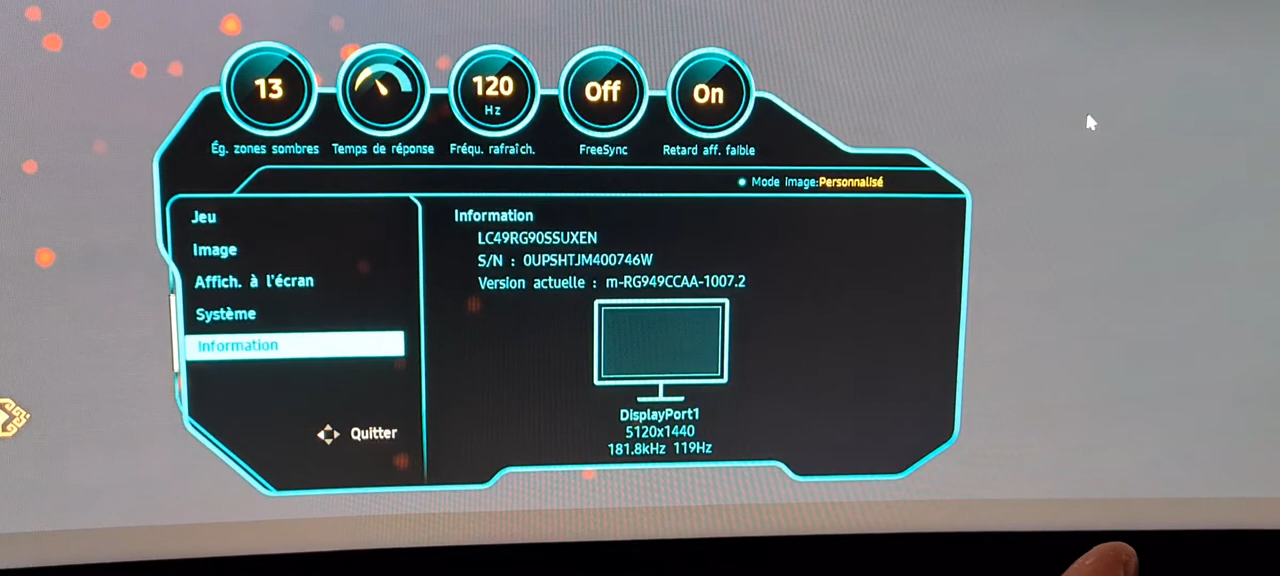 13
120
Hz
Off
On
Ég. zones sombres
Temps de réponse
Fréqu. rafraîch.
FreeSync
Retard aff. faible
Mode image:Personnalisé
Jeu
Image
Affich. à l'écran
Système
Information
Quitter
Information
LC49RG90SSUXEN
S/N : 0UPSHTJM400746W
Version actuelle : m-RG949CCAA-1007.2
DisplayPort1
5120x1440
181.8kHz 119Hz